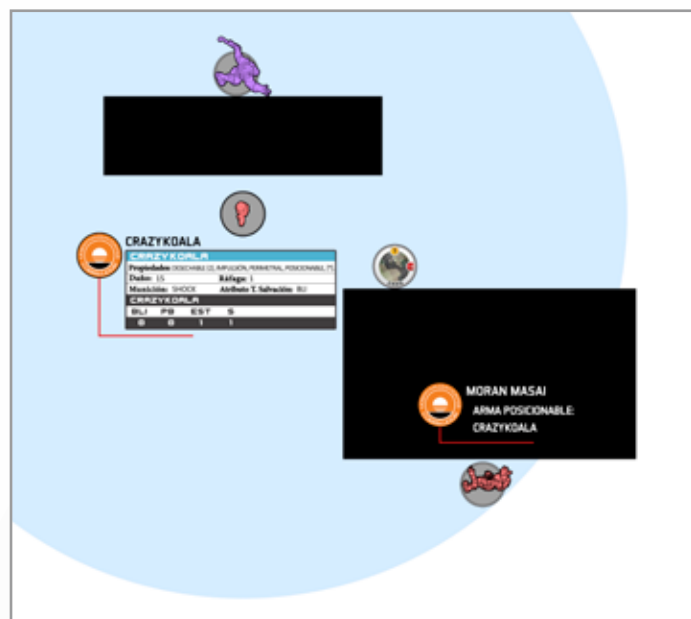 CRAZYKOALA
CRAZYKOALA
Propiedades: DESECHABLE (2), IMPULSIÓN, PERIMETRAL, POSICIONABLE, [*].
Daño: 15 Ráfaga: 1
Munición: SHOCK Atributo T. Salvación: BLI
CRAZYKOALA
BLI PB EST S
0 0 1 1
MORAN MASAI
ARMA POSICIONABLE:
CRAZYKOALA